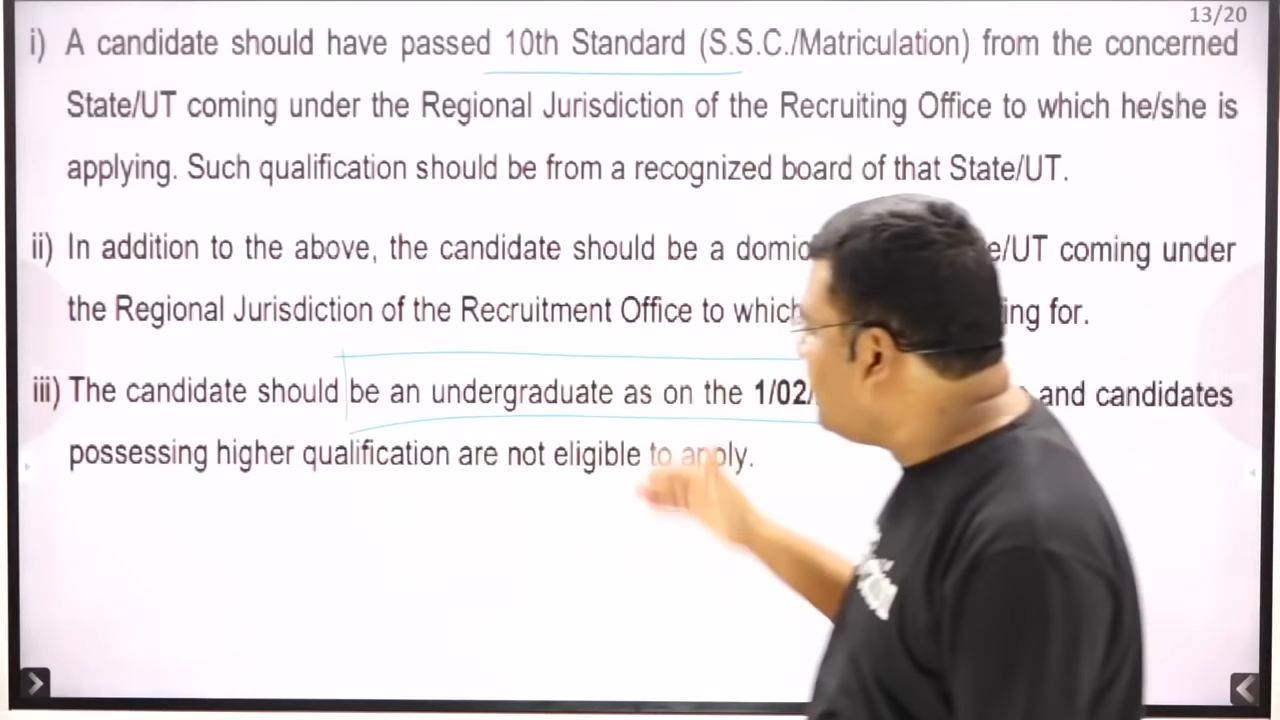 13/20
i) A candidate should have passed 10th Standard (S.S.C./Matriculation) from the concerned
State/UT coming under the Regional Jurisdiction of the Recruiting Office to which he/she is
applying. Such qualification should be from a recognized board of that State/UT.
ii) In addition to the above, the candidate should be a domic e/UT coming under
the Regional Jurisdiction of the Recruitment Office to which ing for.
iii) The candidate should be an undergraduate as on the 1/02/ and candidates
possessing higher qualification are not eligible to apply.